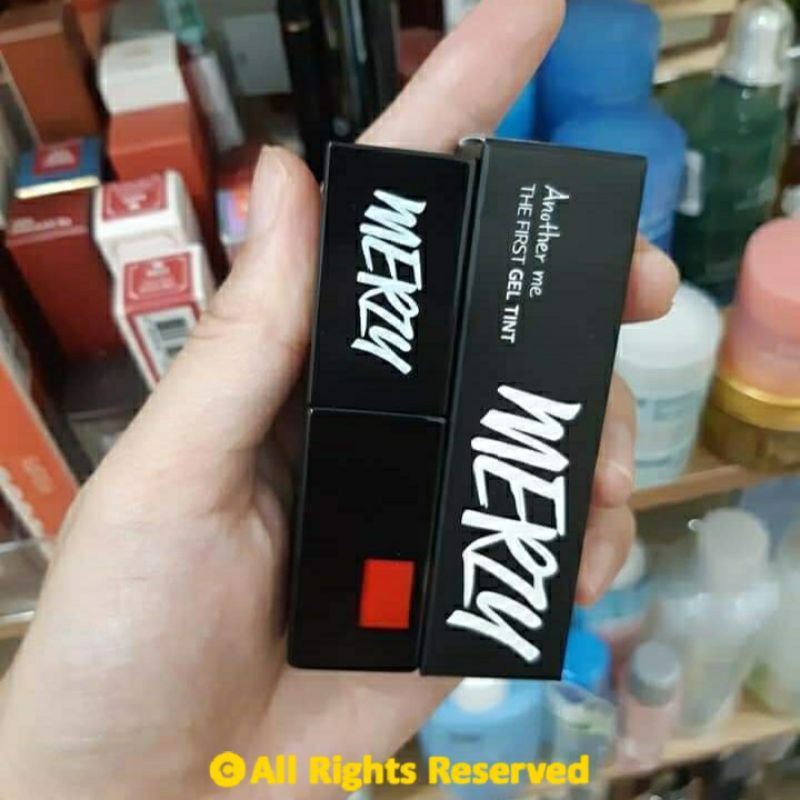 MERZY
Another me
THE FIRST GEL TINT
MERZY
© All Rights Reserved